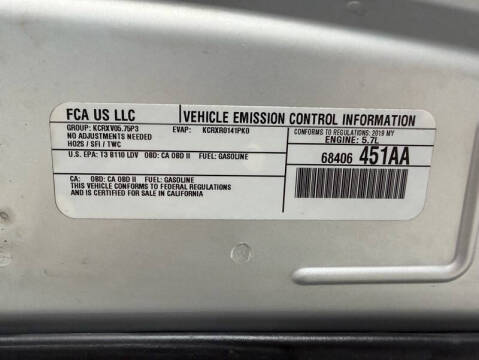 FCA US LLC VEHICLE EMISSION CONTROL INFORMATION
GROUP: KCRXV05.75P3 EVAP: KCRXR0141PK0 CONFORMS TO REGULATIONS: 2019 MY
NO ADJUSTMENTS NEEDED ENGINE: 5.7L
HO2S / SFI / TWC
U.S. EPA: T3 B110 LDV OBD: CA OBD II FUEL: GASOLINE 68406 451AA
CA: OBD: CA OBD II FUEL: GASOLINE
THIS VEHICLE CONFORMS TO FEDERAL REGULATIONS
AND IS CERTIFIED FOR SALE IN CALIFORNIA